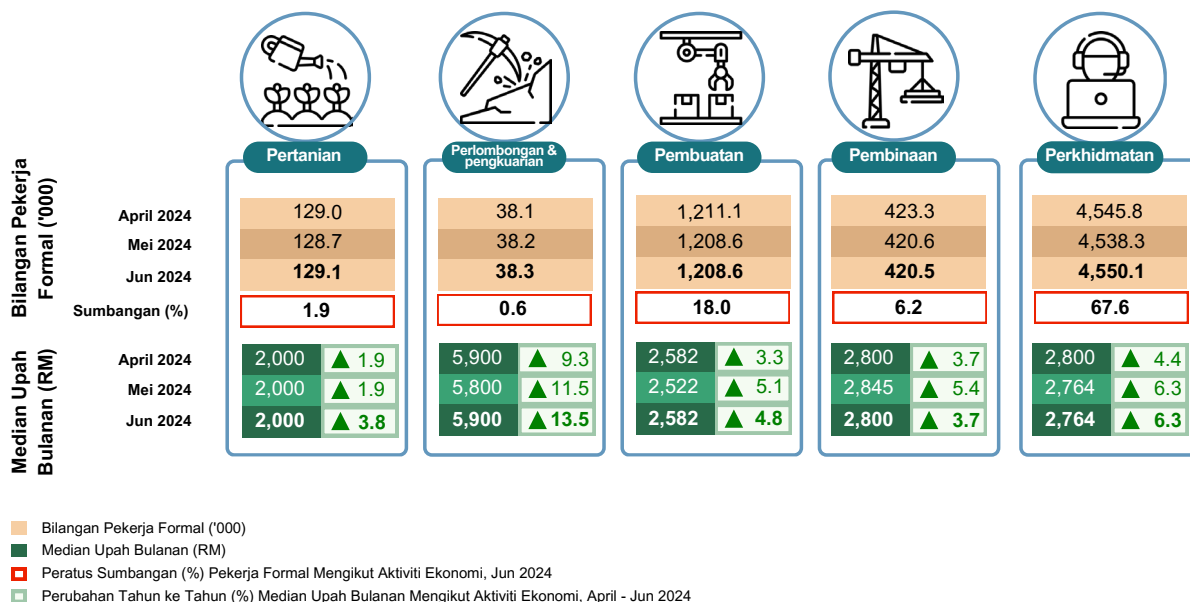 Pertanian
Perlombongan &
pengkuarian
Pembuatan
Pembinaan
Perkhidmatan
Bilangan Pekerja
Formal ('000)
April 2024 129.0 38.1 1,211.1 423.3 4,545.8
Mei 2024 128.7 38.2 1,208.6 420.6 4,538.3
Jun 2024 129.1 38.3 1,208.6 420.5 4,550.1
Sumbangan (%) 1.9 0.6 18.0 6.2 67.6
Median Upah
Bulanan (RM)
April 2024 2,000 ▲ 1.9 5,900 ▲ 9.3 2,582 ▲ 3.3 2,800 ▲ 3.7 2,800 ▲ 4.4
Mei 2024 2,000 ▲ 1.9 5,800 ▲ 11.5 2,522 ▲ 5.1 2,845 ▲ 5.4 2,764 ▲ 6.3
Jun 2024 2,000 ▲ 3.8 5,900 ▲ 13.5 2,582 ▲ 4.8 2,800 ▲ 3.7 2,764 ▲ 6.3
Bilangan Pekerja Formal ('000)
Median Upah Bulanan (RM)
Peratus Sumbangan (%) Pekerja Formal Mengikut Aktiviti Ekonomi, Jun 2024
Perubahan Tahun ke Tahun (%) Median Upah Bulanan Mengikut Aktiviti Ekonomi, April - Jun 2024